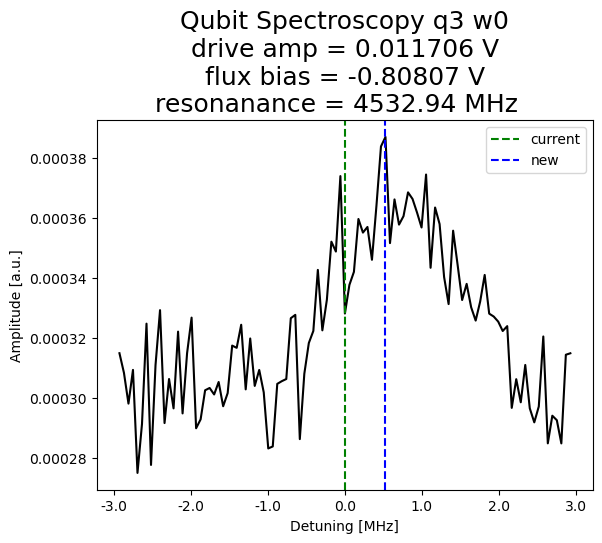 Qubit Spectroscopy q3 w0
drive amp = 0.011706 V
flux bias = -0.80807 V
resonanance = 4532.94 MHz
current
new
0.00038
0.00036
0.00034
0.00032
0.00030
0.00028
Amplitude [a.u.]
-3.0 -2.0 -1.0 0.0 1.0 2.0 3.0
Detuning [MHz]